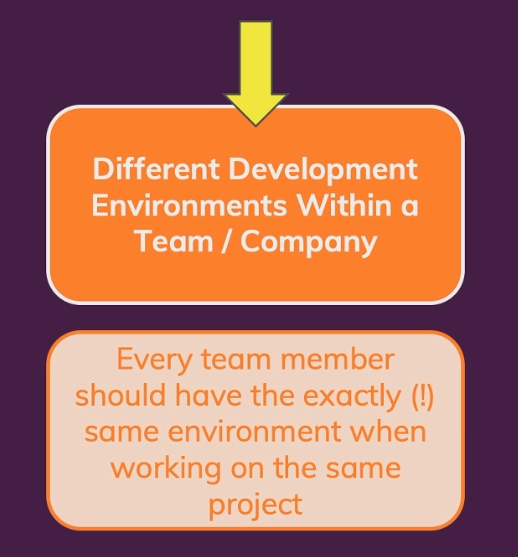 Different Development
Environments Within a
Team / Company
Every team member
should have the exactly (!)
same environment when
working on the same
project